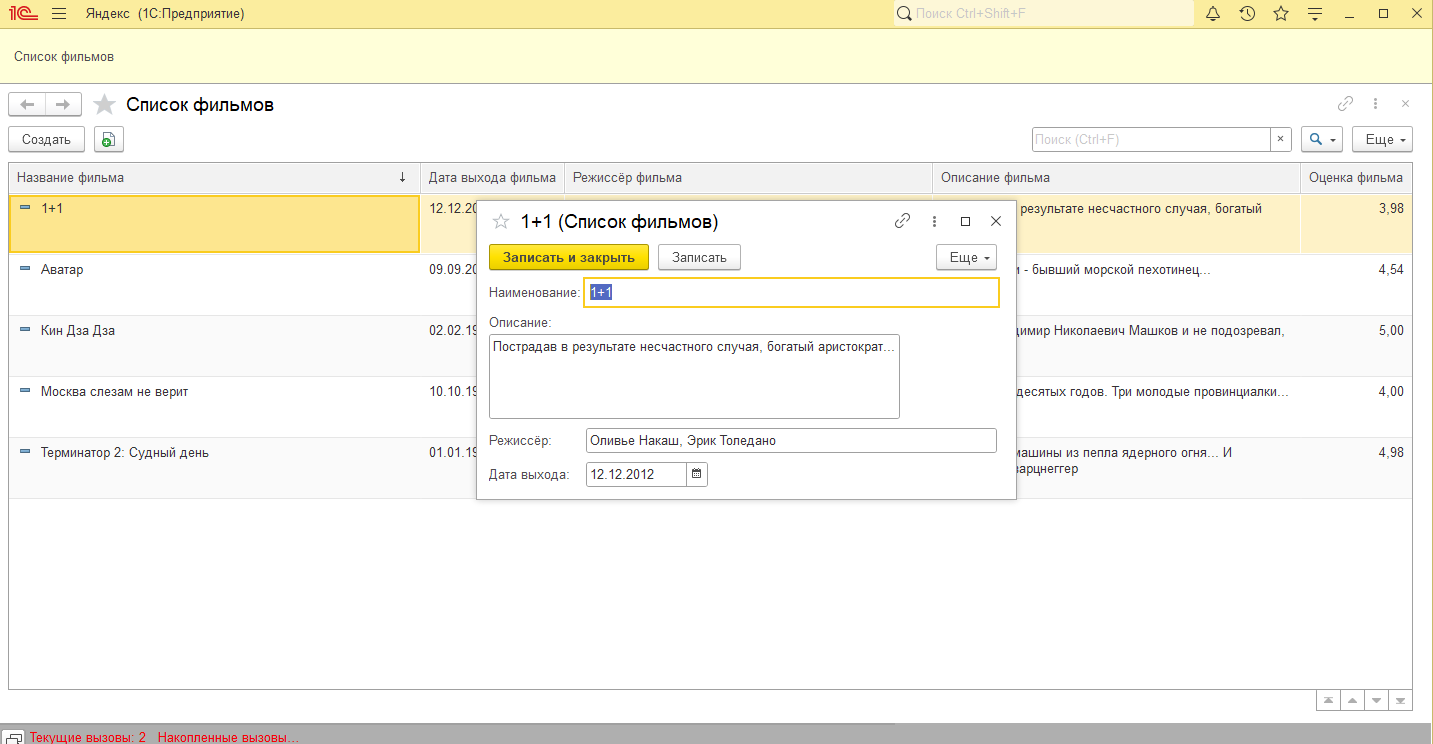 1С Яндекс (1С:Предприятие) Поиск Ctrl+Shift+F
Список фильмов
Список фильмов
Создать Поиск (Ctrl+F) × Еще
Название фильма ↓ Дата выхода фильма Режиссёр фильма Описание фильма Оценка фильма
1+1 12.12.20 результате несчастного случая, богатый 3,98
1+1 (Список фильмов)
Записать и закрыть Записать Еще
Наименование: 1+1
Описание:
Пострадав в результате несчастного случая, богатый аристократ...
Режиссёр: Оливье Накаш, Эрик Толедано
Дата выхода: 12.12.2012
Аватар 09.09.20 - бывший морской пехотинец... 4,54
Кин Дза Дза 02.02.19 димир Николаевич Машков и не подозревал, 5,00
Москва слезам не верит 10.10.19 десятых годов. Три молодые провинциалки... 4,00
Терминатор 2: Судный день 01.01.19 машины из пепла ядерного огня... И 4,98
варцнеггер
Текущие вызовы: 2 Накопленные вызовы...